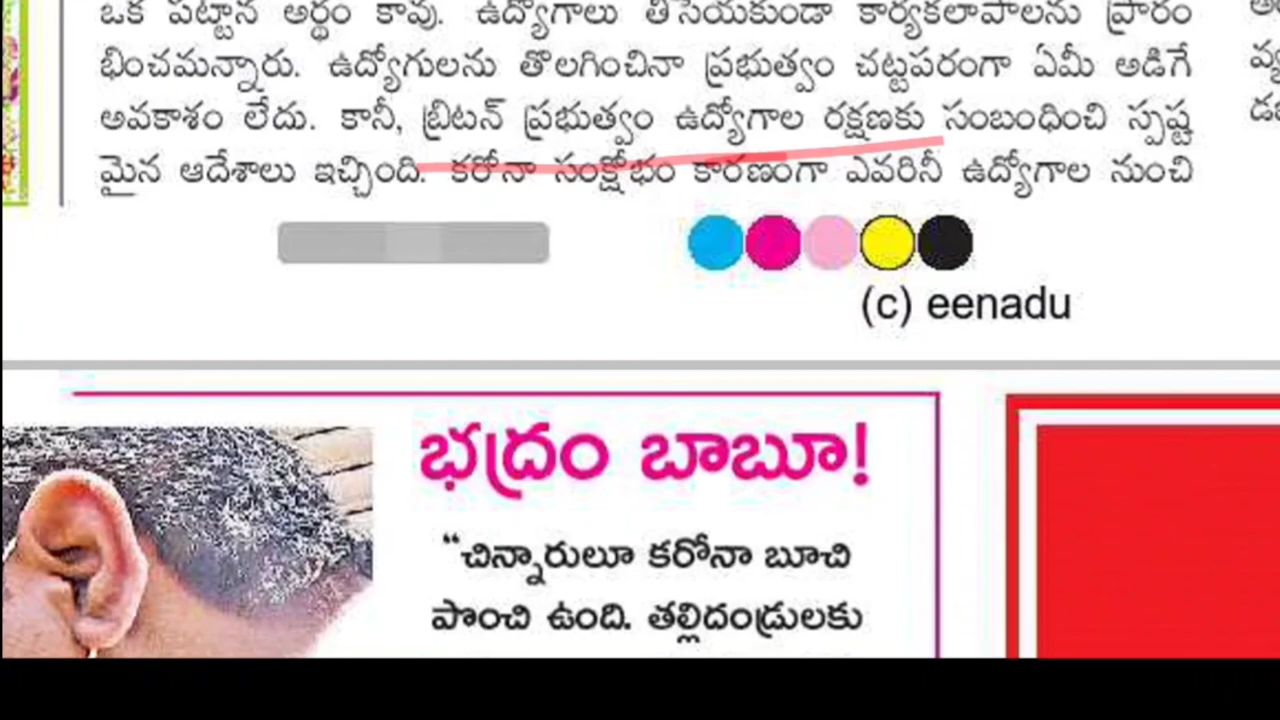 ఒక పట్టాన అర్థం కావు. ఉద్యోగాలు తీసేయకుండా కార్యకలాపాలను ప్రారం
భించమన్నారు. ఉద్యోగులను తొలగించినా ప్రభుత్వం చట్టపరంగా ఏమీ అడిగే
అవకాశం లేదు. కానీ, బ్రిటన్ ప్రభుత్వం ఉద్యోగాల రక్షణకు సంబంధించి స్పష్ట
మైన ఆదేశాలు ఇచ్చింది. కరోనా సంక్షోభం కారణంగా ఎవరినీ ఉద్యోగాల నుంచి
(c) eenadu
భద్రం బాబూ!
“చిన్నారులూ కరోనా బూచి
పొంచి ఉంది. తల్లిదండ్రులకు